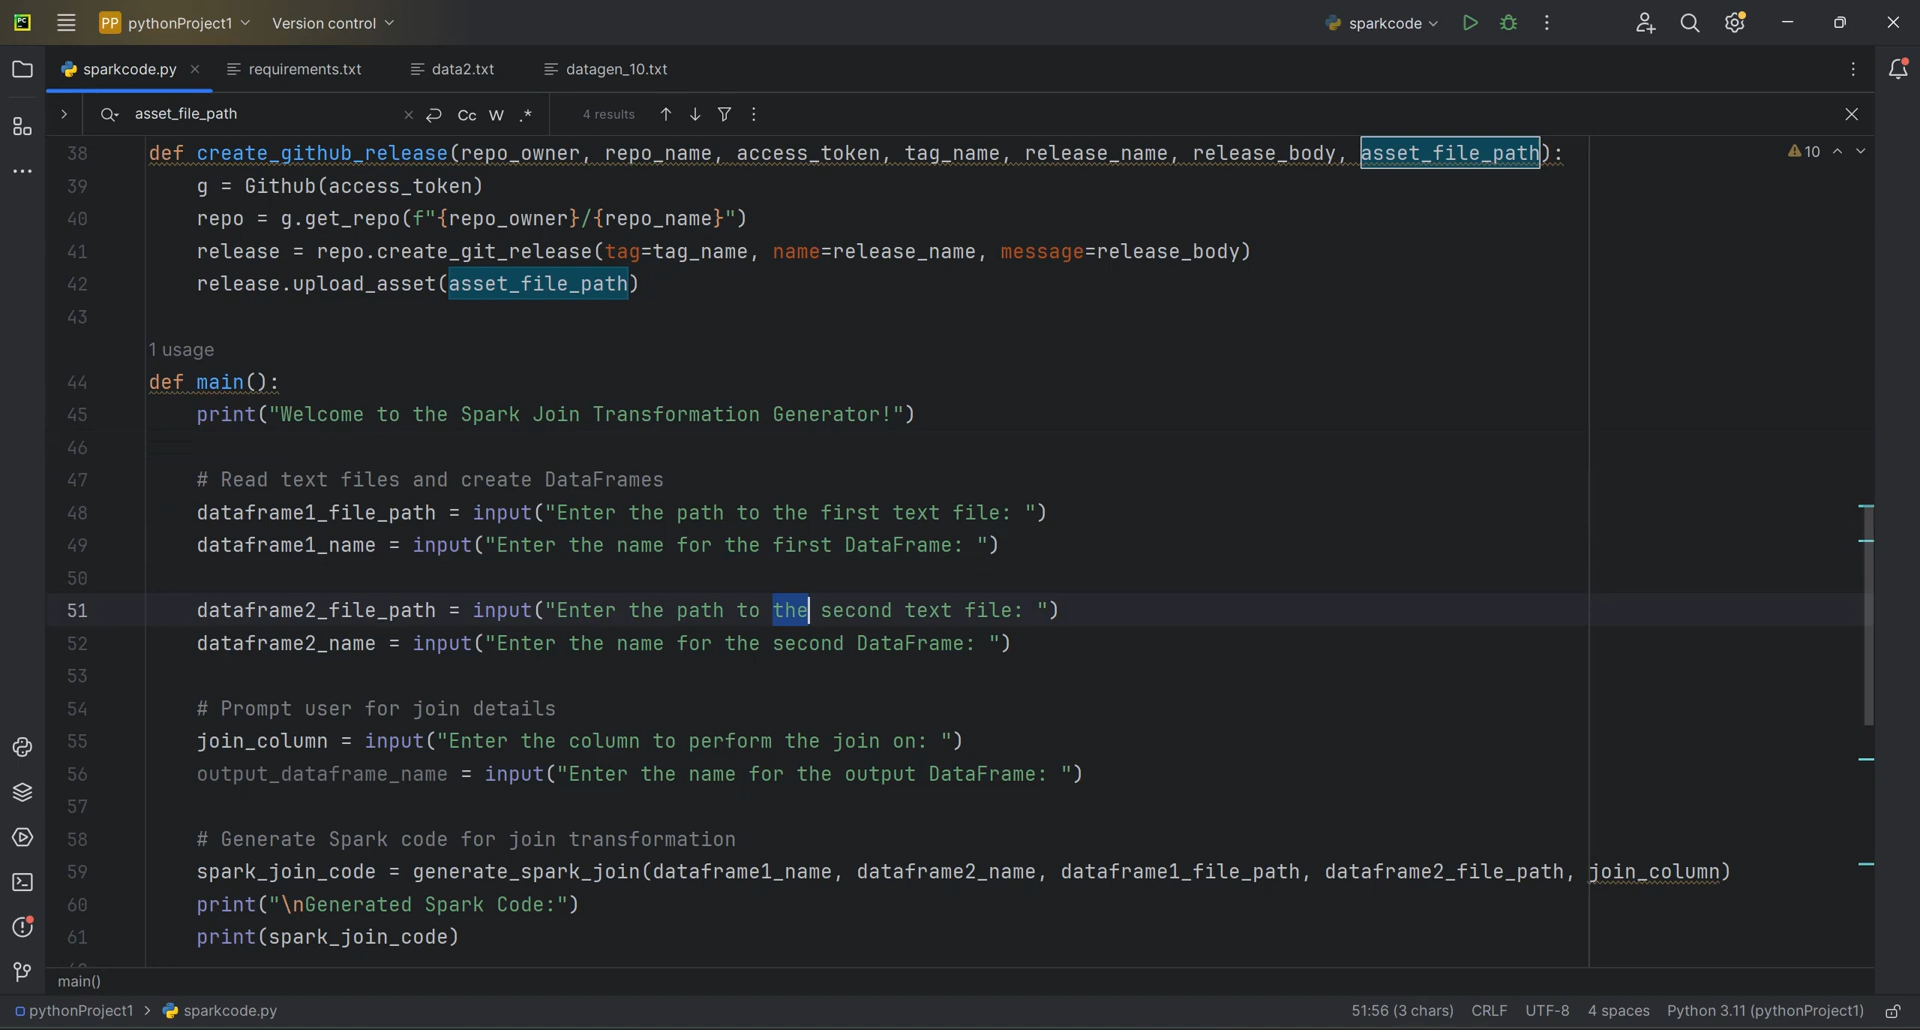 PC PP pythonProject1 Version control sparkcode
sparkcode.py requirements.txt data2.txt datagen_10.txt
asset_file_path Cc W .* 4 results
38 def create_github_release(repo_owner, repo_name, access_token, tag_name, release_name, release_body, asset_file_path): 10
39 g = Github(access_token)
40 repo = g.get_repo(f"{repo_owner}/{repo_name}")
41 release = repo.create_git_release(tag=tag_name, name=release_name, message=release_body)
42 release.upload_asset(asset_file_path)
43
1 usage
44 def main():
45 print("Welcome to the Spark Join Transformation Generator!")
46
47 # Read text files and create DataFrames
48 dataframe1_file_path = input("Enter the path to the first text file: ")
49 dataframe1_name = input("Enter the name for the first DataFrame: ")
50
51 dataframe2_file_path = input("Enter the path to the second text file: ")
52 dataframe2_name = input("Enter the name for the second DataFrame: ")
53
54 # Prompt user for join details
55 join_column = input("Enter the column to perform the join on: ")
56 output_dataframe_name = input("Enter the name for the output DataFrame: ")
57
58 # Generate Spark code for join transformation
59 spark_join_code = generate_spark_join(dataframe1_name, dataframe2_name, dataframe1_file_path, dataframe2_file_path, join_column)
60 print("\nGenerated Spark Code:")
61 print(spark_join_code)
main()
pythonProject1 > sparkcode.py 51:56 (3 chars) CRLF UTF-8 4 spaces Python 3.11 (pythonProject1)